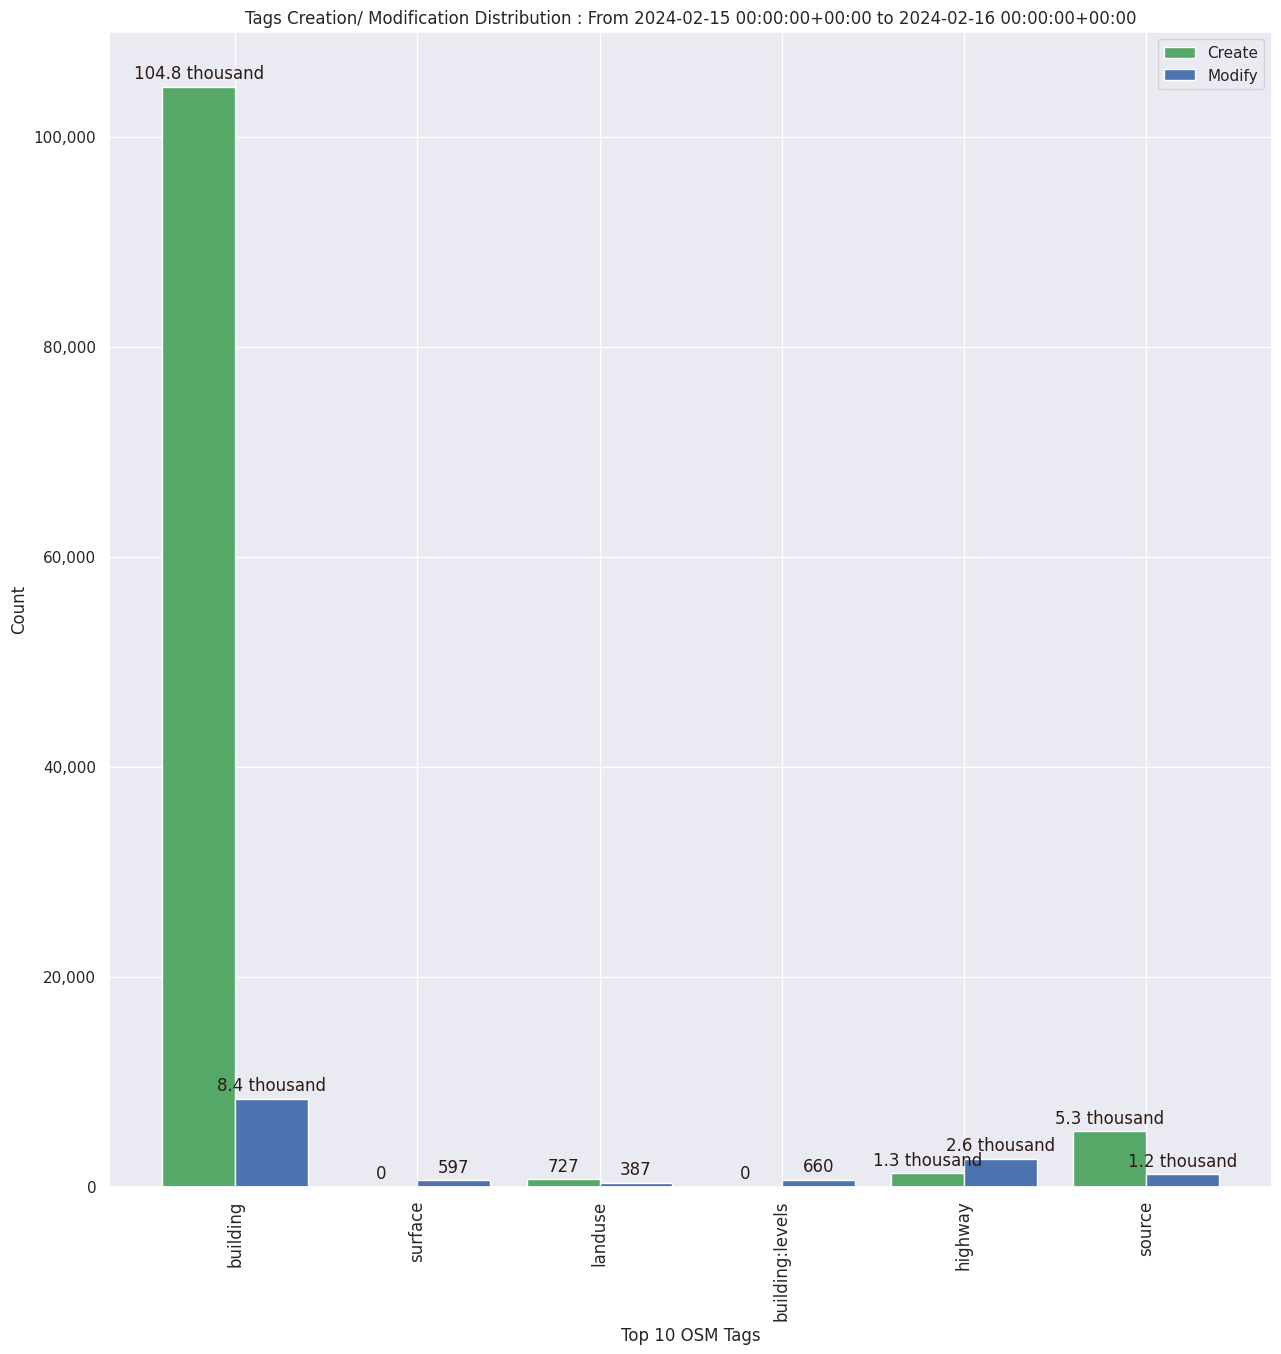 Tags Creation/ Modification Distribution : From 2024-02-15 00:00:00+00:00 to 2024-02-16 00:00:00+00:00
Create
Modify
104.8 thousand
100,000
80,000
60,000
40,000
20,000
0
Count
8.4 thousand
0
597
727
387
0
660
1.3 thousand
2.6 thousand
5.3 thousand
1.2 thousand
building
surface
landuse
building:levels
highway
source
Top 10 OSM Tags